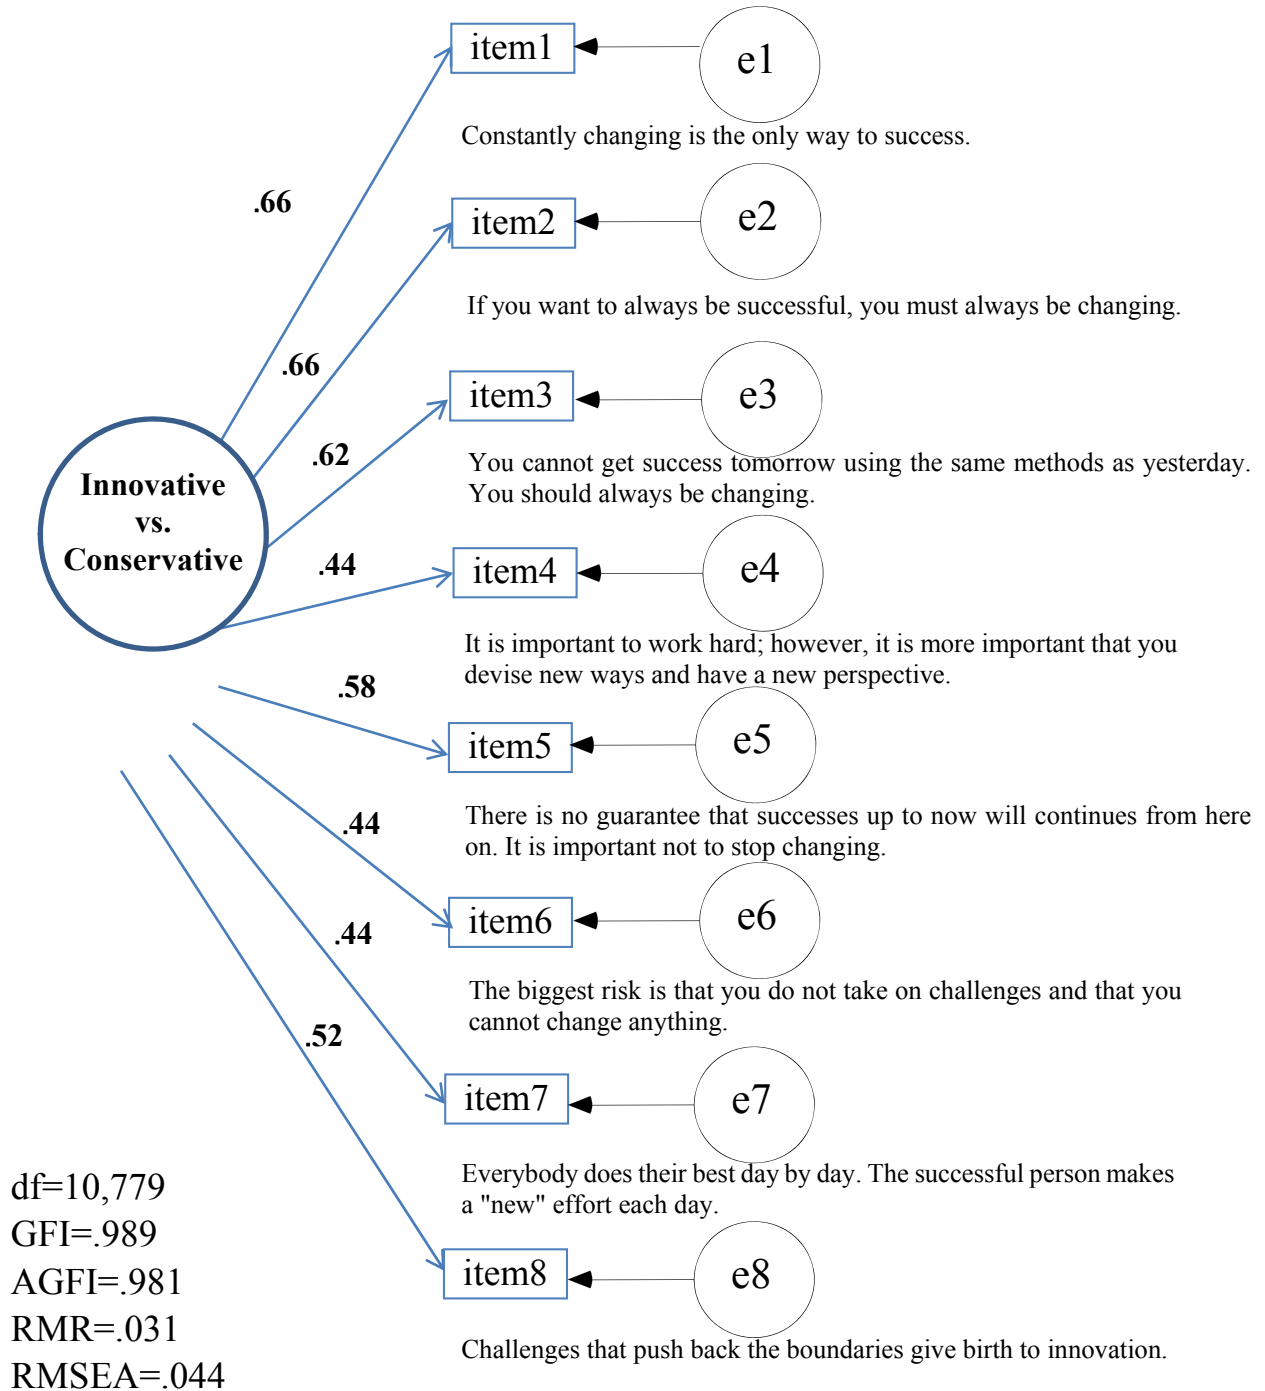 item1
e1
Constantly changing is the only way to success.
.66
item2
e2
If you want to always be successful, you must always be changing.
.66
item3
e3
.62
You cannot get success tomorrow using the same methods as yesterday.
You should always be changing.
Innovative
vs.
Conservative
.44
item4
e4
It is important to work hard; however, it is more important that you
devise new ways and have a new perspective.
.58
item5
e5
There is no guarantee that successes up to now will continues from here
on. It is important not to stop changing.
.44
item6
e6
.44
The biggest risk is that you do not take on challenges and that you
cannot change anything.
.52
item7
e7
Everybody does their best day by day. The successful person makes
a "new" effort each day.
item8
e8
Challenges that push back the boundaries give birth to innovation.
df=10,779
GFI=.989
AGFI=.981
RMR=.031
RMSEA=.044